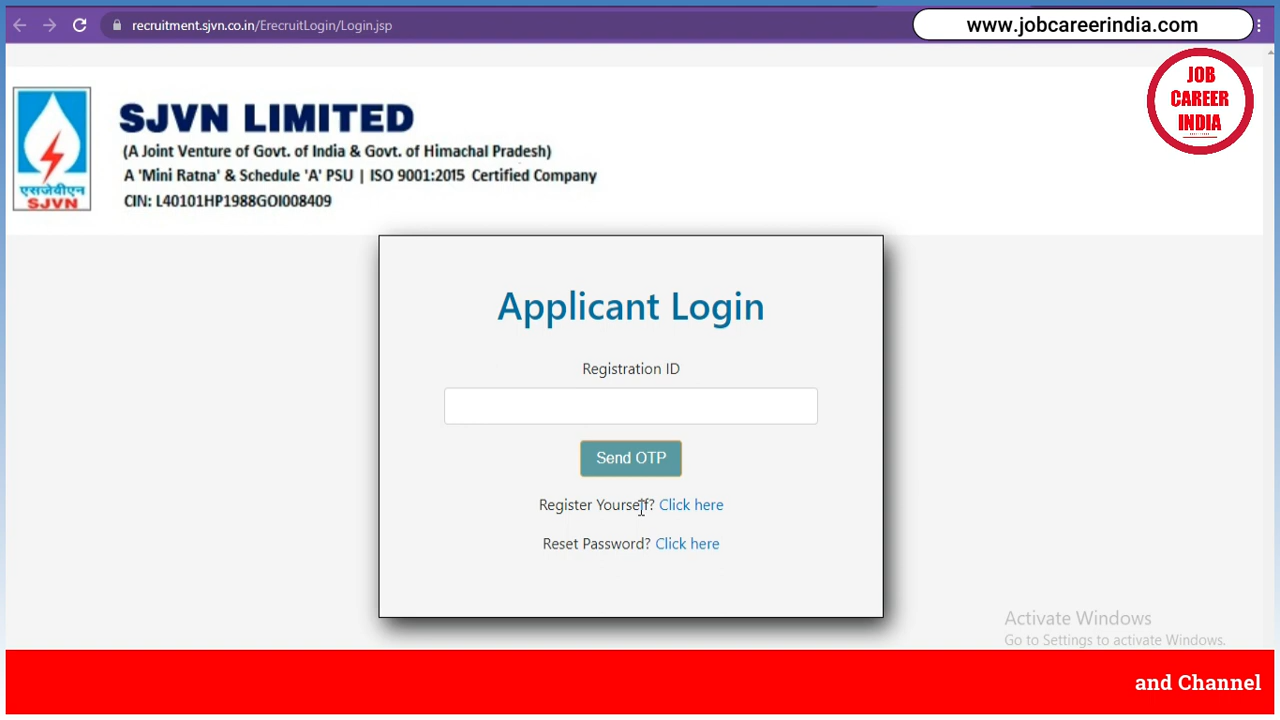 recruitment.sjvn.co.in/ErecruitLogin/Login.jsp
www.jobcareerindia.com
JOB
CAREER
INDIA
एसजेवीएन
SJVN
SJVN LIMITED
(A Joint Venture of Govt. of India & Govt. of Himachal Pradesh)
A 'Mini Ratna' & Schedule 'A' PSU | ISO 9001:2015 Certified Company
CIN: L40101HP1988GOI008409
Applicant Login
Registration ID
Send OTP
Register Yourself? Click here
Reset Password? Click here
Activate Windows
Go to Settings to activate Windows.
and Channel